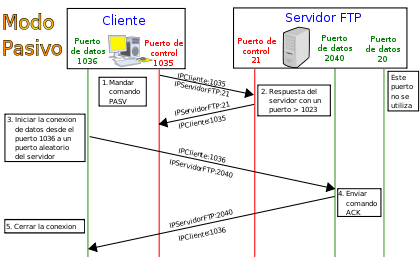 Modo
Pasivo
Cliente
Servidor FTP
Puerto
de datos
1036
Puerto de
control
1035
Puerto de
control
21
Puerto
de datos
2040
Puerto
de datos
20
1. Mandar
comando
PASV
IPCliente:1035
IPServidorFTP:21
2. Respuesta del
servidor con un
puerto > 1023
Este
puerto
no se
utiliza
IPServidorFTP:21
IPCliente:1035
3. Iniciar la conexion
de datos desde el
puerto 1036 a un
puerto aleatorio
del servidor
IPCliente:1036
IPServidorFTP:2040
4. Enviar
comando
ACK
IPServidorFTP:2040
IPCliente:1036
5. Cerrar la conexion